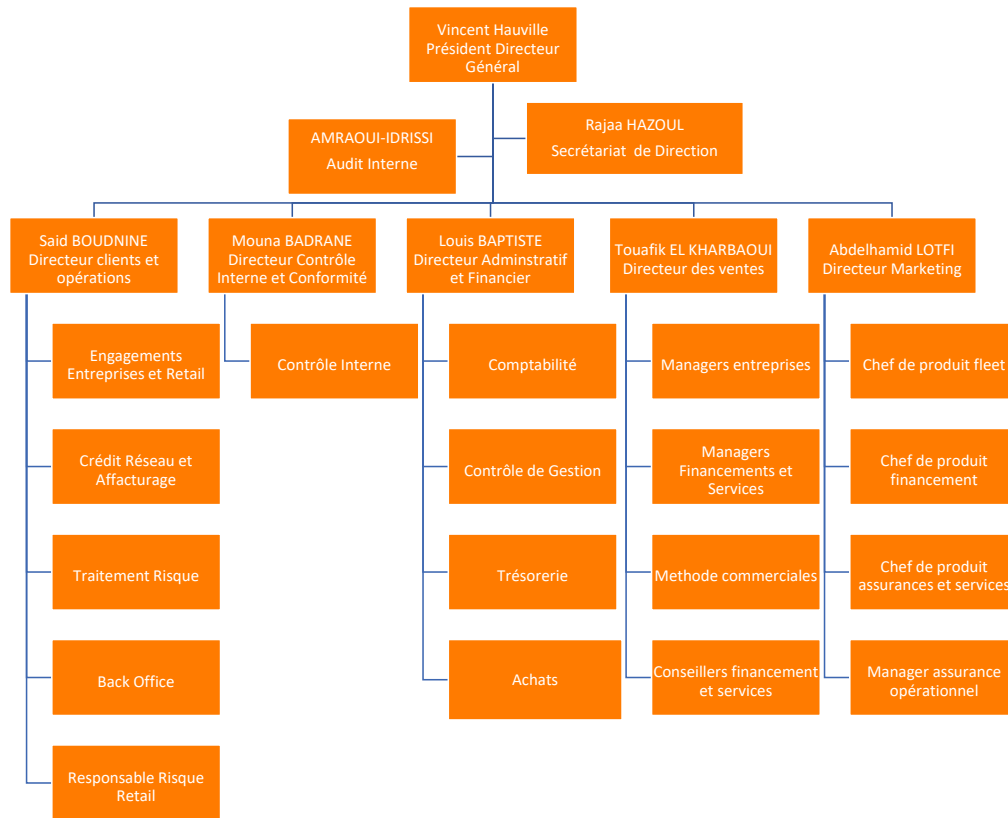 Vincent Hauville
Président Directeur
Général
AMRAOUI-IDRISSI
Audit Interne
Rajaa HAZOUL
Secrétariat de Direction
Said BOUDNINE
Directeur clients et
opérations
Mouna BADRANE
Directeur Contrôle
Interne et Conformité
Louis BAPTISTE
Directeur Adminstratif
et Financier
Touafik EL KHARBAOUI
Directeur des ventes
Abdelhamid LOTFI
Directeur Marketing
Engagements
Entreprises et Retail
Contrôle Interne
Comptabilité
Managers entreprises
Chef de produit fleet
Crédit Réseau et
Affacturage
Contrôle de Gestion
Managers
Financements et
Services
Chef de produit
financement
Traitement Risque
Trésorerie
Methode commerciales
Chef de produit
assurances et services
Back Office
Achats
Conseillers financement
et services
Manager assurance
opérationnel
Responsable Risque
Retail